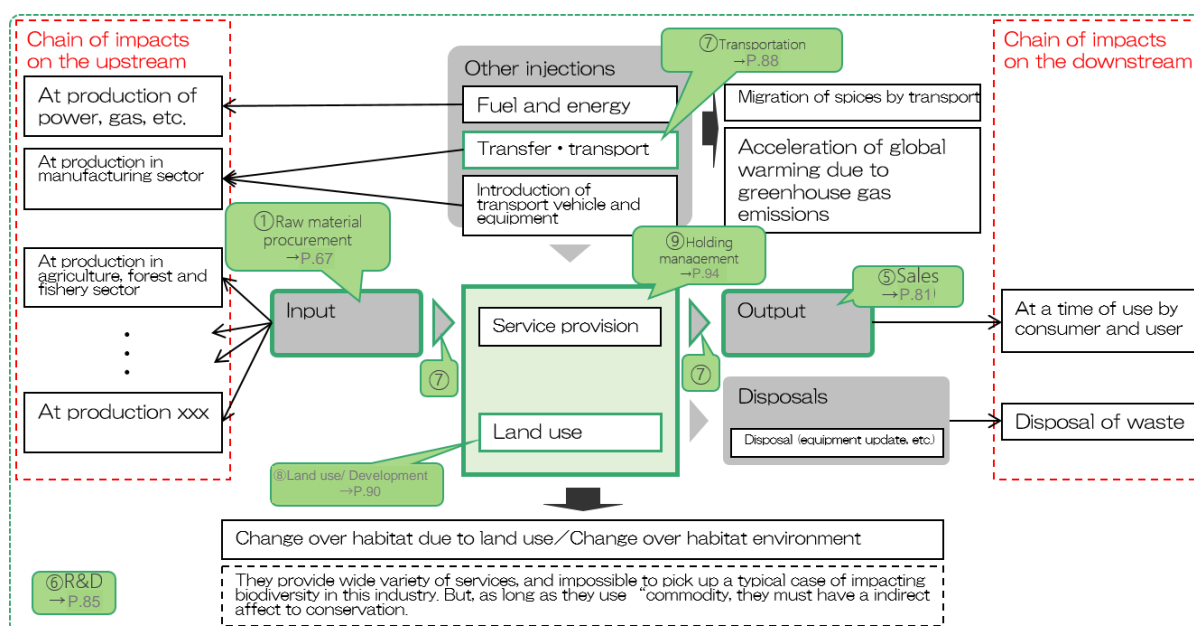 Chain of impacts
on the upstream
At production of
power, gas, etc.
At production in
manufacturing sector
At production in
agriculture, forest and
fishery sector
At production xxx
①Raw material
procurement
→P.67
Input
Other injections
Fuel and energy
Transfer・transport
Introduction of
transport vehicle and
equipment
⑦Transportation
→P.88
Migration of spices by transport
Acceleration of global
warming due to
greenhouse gas
emissions
⑨Holding
management
→P.94
Service provision
Land use
⑦
⑦
⑧Land use/ Development
→P.90
⑤Sales
→P.81
Output
Disposals
Disposal (equipment update, etc.)
Chain of impacts
on the downstream
At a time of use by
consumer and user
Disposal of waste
Change over habitat due to land use／Change over habitat environment
They provide wide variety of services, and impossible to pick up a typical case of impacting
biodiversity in this industry. But, as long as they use “commodity, they must have a indirect
affect to conservation.
⑥R&D
→P.85